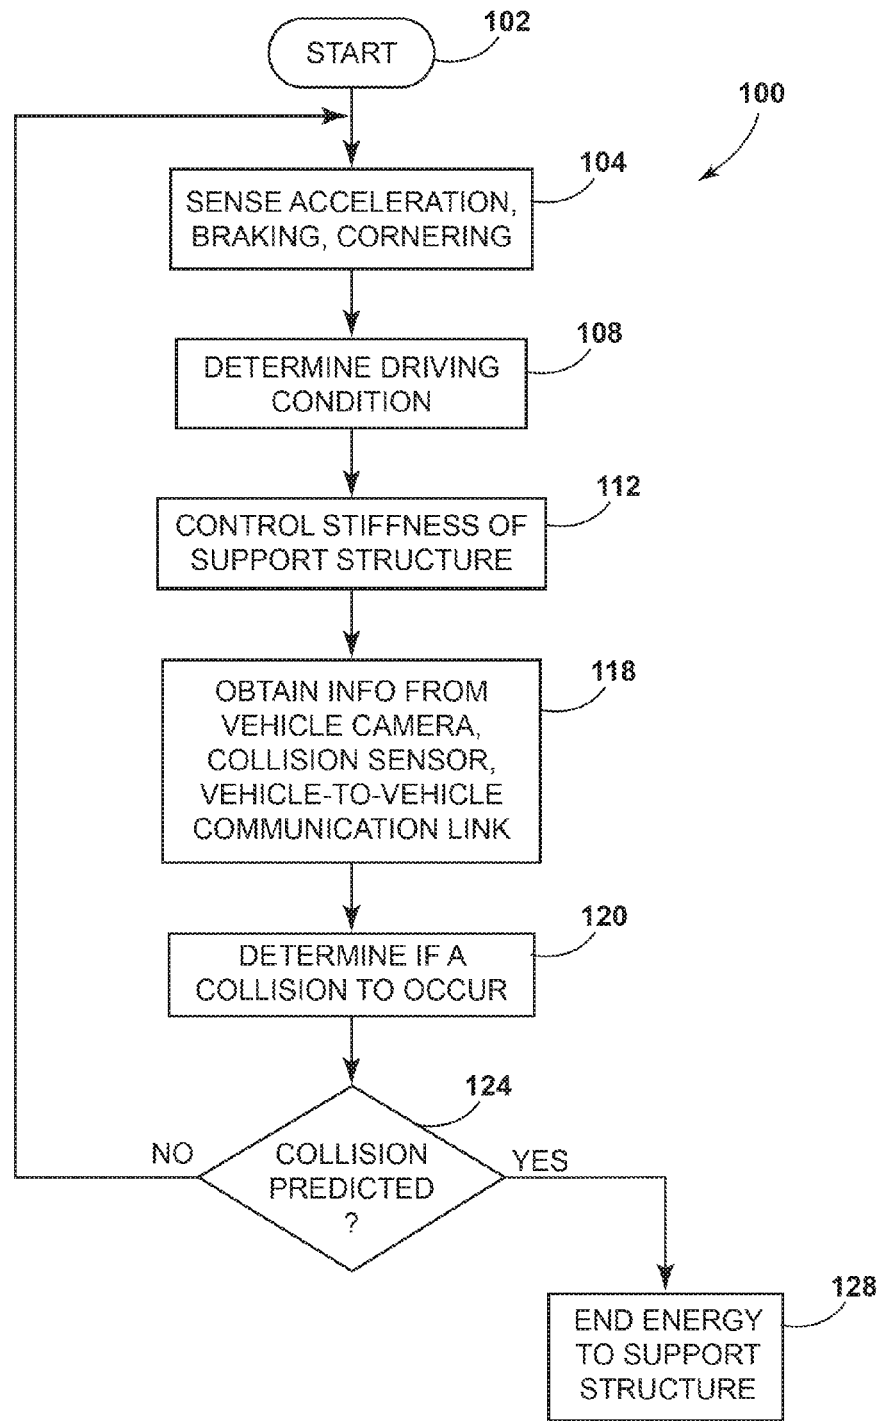 102
START
100
104
SENSE ACCELERATION,
BRAKING, CORNERING
108
DETERMINE DRIVING
CONDITION
112
CONTROL STIFFNESS OF
SUPPORT STRUCTURE
118
OBTAIN INFO FROM
VEHICLE CAMERA,
COLLISION SENSOR,
VEHICLE-TO-VEHICLE
COMMUNICATION LINK
120
DETERMINE IF A
COLLISION TO OCCUR
124
NO
COLLISION
PREDICTED
?
YES
128
END ENERGY
TO SUPPORT
STRUCTURE